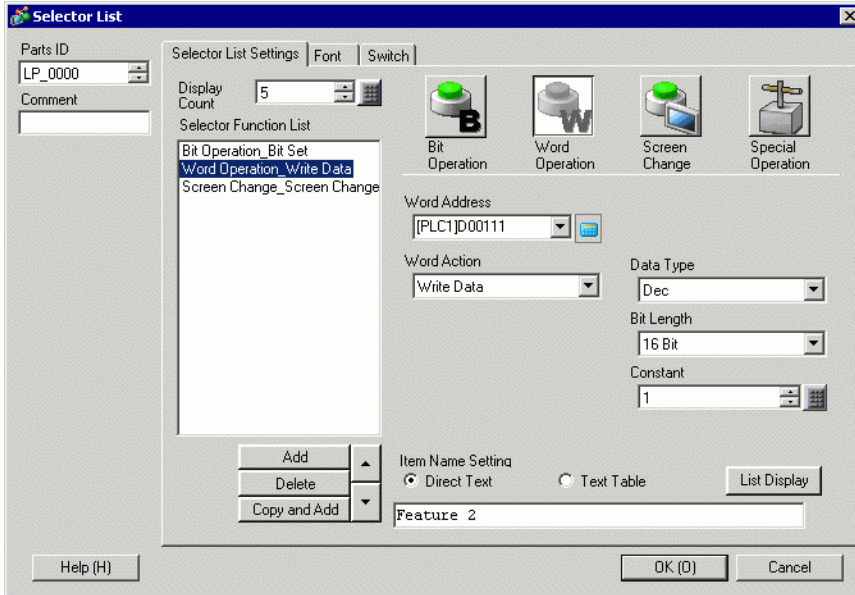 Selector List
Parts ID
LP_0000
Comment
Selector List Settings
Font
Switch
Display
Count
5
Selector Function List
Bit Operation_Bit Set
Word Operation_Write Data
Screen Change_Screen Change
Add
Delete
Copy and Add
B
Bit
Operation
W
Word
Operation
Screen
Change
Special
Operation
Word Address
[PLC1]D00111
Word Action
Write Data
Data Type
Dec
Bit Length
16 Bit
Constant
1
Item Name Setting
Direct Text
Text Table
List Display
Feature 2
Help (H)
OK (O)
Cancel